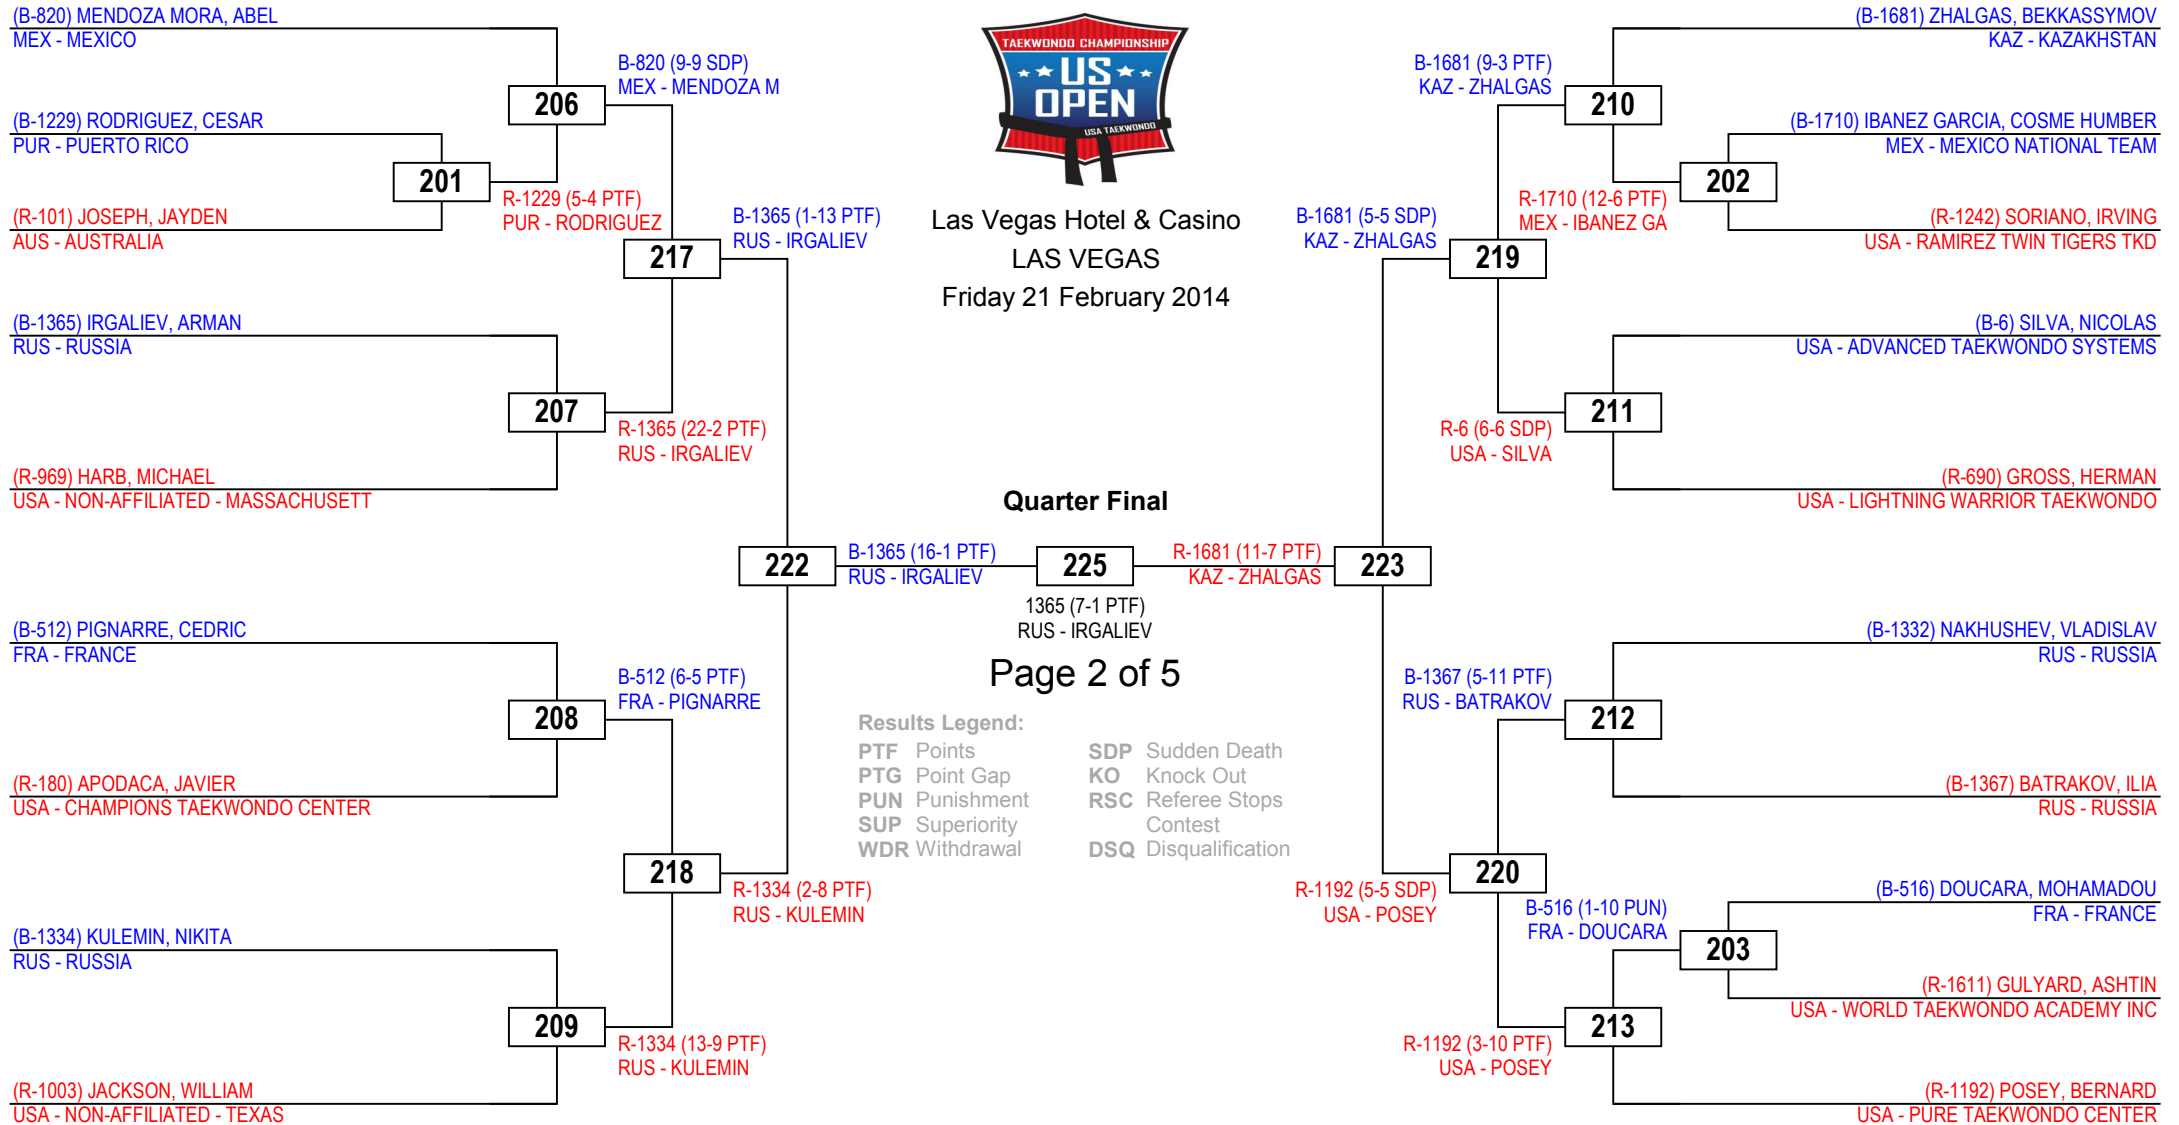 (B-820) MENDOZA MORA, ABEL
MEX - MEXICO
(B-1229) RODRIGUEZ, CESAR
PUR - PUERTO RICO
(R-101) JOSEPH, JAYDEN
AUS - AUSTRALIA
(B-1365) IRGALIEV, ARMAN
RUS - RUSSIA
(R-969) HARB, MICHAEL
USA - NON-AFFILIATED - MASSACHUSETT
(B-512) PIGNARRE, CEDRIC
FRA - FRANCE
(R-180) APODACA, JAVIER
USA - CHAMPIONS TAEKWONDO CENTER
(B-1334) KULEMIN, NIKITA
RUS - RUSSIA
(R-1003) JACKSON, WILLIAM
USA - NON-AFFILIATED - TEXAS
201
R-1229 (5-4 PTF)
PUR - RODRIGUEZ
206
B-820 (9-9 SDP)
MEX - MENDOZA M
207
R-1365 (22-2 PTF)
RUS - IRGALIEV
208
B-512 (6-5 PTF)
FRA - PIGNARRE
209
R-1334 (13-9 PTF)
RUS - KULEMIN
217
B-1365 (1-13 PTF)
RUS - IRGALIEV
218
R-1334 (2-8 PTF)
RUS - KULEMIN
222
B-1365 (16-1 PTF)
RUS - IRGALIEV
TAEKWONDO CHAMPIONSHIP
US
OPEN
USA TAEKWONDO
Las Vegas Hotel & Casino
LAS VEGAS
Friday 21 February 2014
Quarter Final
225
1365 (7-1 PTF)
RUS - IRGALIEV
Page 2 of 5
Results Legend:
PTF Points
SDP Sudden Death
PTG Point Gap
KO Knock Out
PUN Punishment
RSC Referee Stops
SUP Superiority
Contest
WDR Withdrawal
DSQ Disqualification
R-1681 (11-7 PTF)
KAZ - ZHALGAS
223
B-1681 (5-5 SDP)
KAZ - ZHALGAS
219
R-1192 (5-5 SDP)
USA - POSEY
220
B-1681 (9-3 PTF)
KAZ - ZHALGAS
210
R-6 (6-6 SDP)
USA - SILVA
211
B-1367 (5-11 PTF)
RUS - BATRAKOV
212
R-1192 (3-10 PTF)
USA - POSEY
213
R-1710 (12-6 PTF)
MEX - IBANEZ GA
202
B-516 (1-10 PUN)
FRA - DOUCARA
203
(B-1681) ZHALGAS, BEKKASSYMOV
KAZ - KAZAKHSTAN
(B-1710) IBANEZ GARCIA, COSME HUMBER
MEX - MEXICO NATIONAL TEAM
(R-1242) SORIANO, IRVING
USA - RAMIREZ TWIN TIGERS TKD
(B-6) SILVA, NICOLAS
USA - ADVANCED TAEKWONDO SYSTEMS
(R-690) GROSS, HERMAN
USA - LIGHTNING WARRIOR TAEKWONDO
(B-1332) NAKHUSHEV, VLADISLAV
RUS - RUSSIA
(B-1367) BATRAKOV, ILIA
RUS - RUSSIA
(B-516) DOUCARA, MOHAMADOU
FRA - FRANCE
(R-1611) GULYARD, ASHTIN
USA - WORLD TAEKWONDO ACADEMY INC
(R-1192) POSEY, BERNARD
USA - PURE TAEKWONDO CENTER